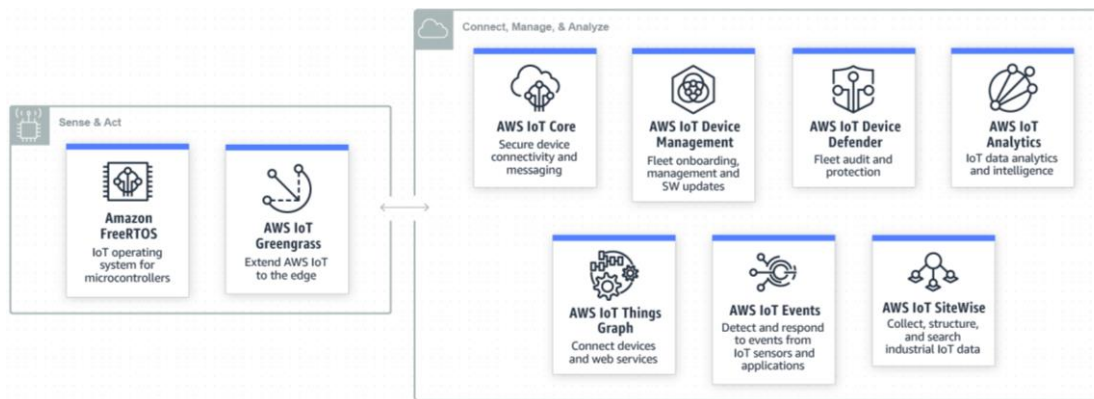 Connect, Manage, & Analyze
AWS IoT Core
Secure device
connectivity and
messaging
AWS IoT Device
Management
Fleet onboarding,
management and
SW updates
AWS IoT Device
Defender
Fleet audit and
protection
AWS IoT
Analytics
IoT data analytics
and intelligence
Sense & Act
Amazon
FreeRTOS
IoT operating
system for
microcontrollers
AWS IoT
Greengrass
Extend AWS IoT
to the edge
AWS IoT Things
Graph
Connect devices
and web services
AWS IoT Events
Detect and respond
to events from
IoT sensors and
applications
AWS IoT SiteWise
Collect, structure,
and search
industrial IoT data